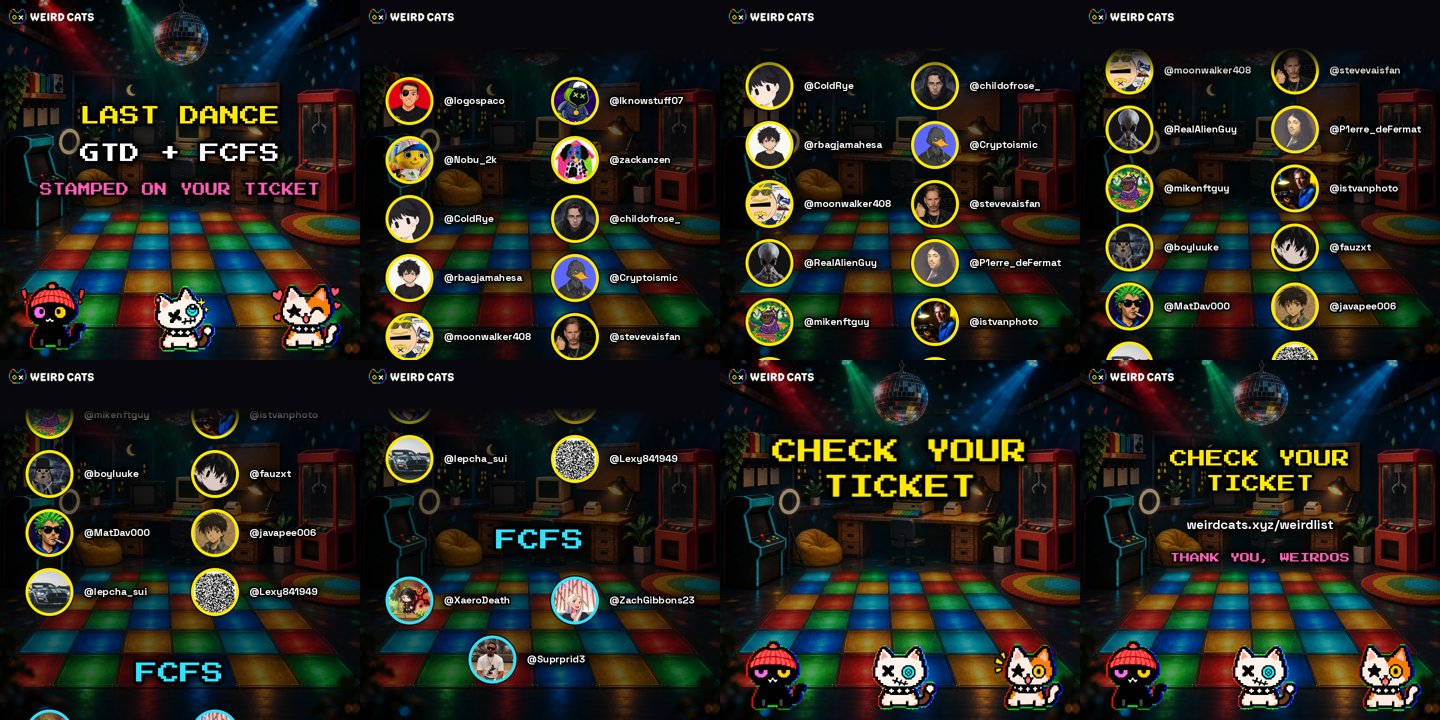 WEIRD CATS
LAST DANCE
GTD + FCFS
STAMPED ON YOUR TICKET
WEIRD CATS
@logospaco
@Iknowstuff07
@Nobu_2k
@zackanzen
@ColdRye
@childofrose_
@rbagjamahesa
@Cryptoismic
@moonwalker408
@stevevaisfan
WEIRD CATS
@ColdRye
@childofrose_
@rbagjamahesa
@Cryptoismic
@moonwalker408
@stevevaisfan
@RealAlienGuy
@P1erre_deFermat
@mikenftguy
@istvanphoto
WEIRD CATS
@moonwalker408
@stevevaisfan
@RealAlienGuy
@P1erre_deFermat
@mikenftguy
@istvanphoto
@boyluuke
@fauzxt
@MatDav000
@javapee006
WEIRD CATS
@mikenftguy
@istvanphoto
@boyluuke
@fauzxt
@MatDav000
@javapee006
@lepcha_sui
@Lexy841949
FCFS
WEIRD CATS
@lepcha_sui
@Lexy841949
FCFS
@XaeroDeath
@ZachGibbons23
@Suprprid3
WEIRD CATS
CHECK YOUR
TICKET
WEIRD CATS
CHECK YOUR
TICKET
weirdcats.xyz/weirdlist
THANK YOU, WEIRDOS